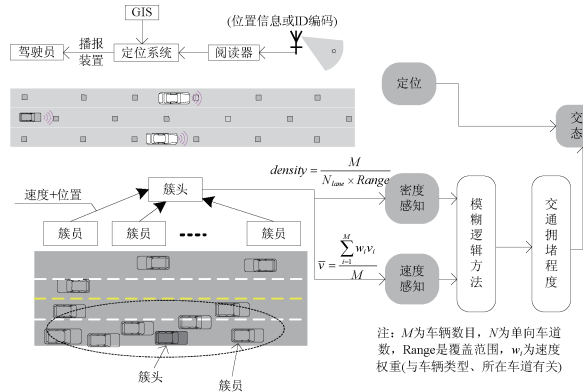 GIS
(位置信息或ID编码)
驾驶员
播报
装置
定位系统
阅读器
定位
交
态
density = M / (N_lane × Range)
速度+位置
簇头
密度
感知
簇员
簇员
簇员
v̄ = Σ_{i=1}^{M} w_i v_i / M
速度
感知
模糊逻辑方法
交通拥堵程度
簇头
簇员
注：M为车辆数目，N为单向车道
数，Range是覆盖范围，w_i为速度
权重(与车辆类型、所在车道有关)